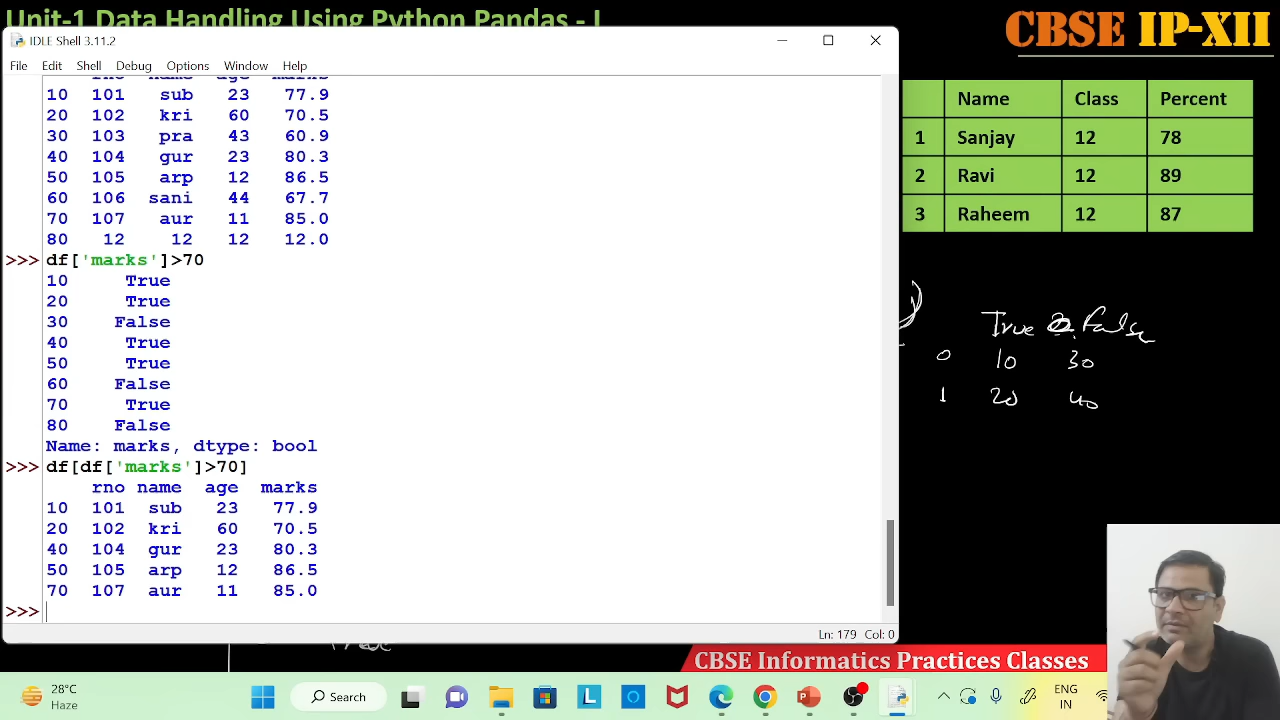 Unit-1 Data Handling Using Python Pandas - I
CBSE IP-XII
IDLE Shell 3.11.2
File Edit Shell Debug Options Window Help
rno name age marks
10 101 sub 23 77.9
20 102 kri 60 70.5
30 103 pra 43 60.9
40 104 gur 23 80.3
50 105 arp 12 86.5
60 106 sani 44 67.7
70 107 aur 11 85.0
80 12 12 12 12.0
>>> df['marks']>70
10 True
20 True
30 False
40 True
50 True
60 False
70 True
80 False
Name: marks, dtype: bool
>>> df[df['marks']>70]
rno name age marks
10 101 sub 23 77.9
20 102 kri 60 70.5
40 104 gur 23 80.3
50 105 arp 12 86.5
70 107 aur 11 85.0
>>>
Ln: 179 Col: 0
Name Class Percent
1 Sanjay 12 78
2 Ravi 12 89
3 Raheem 12 87
True False
0 10 30
1 20 40
CBSE Informatics Practices Classes
28°C
Haze
Search
ENG
IN